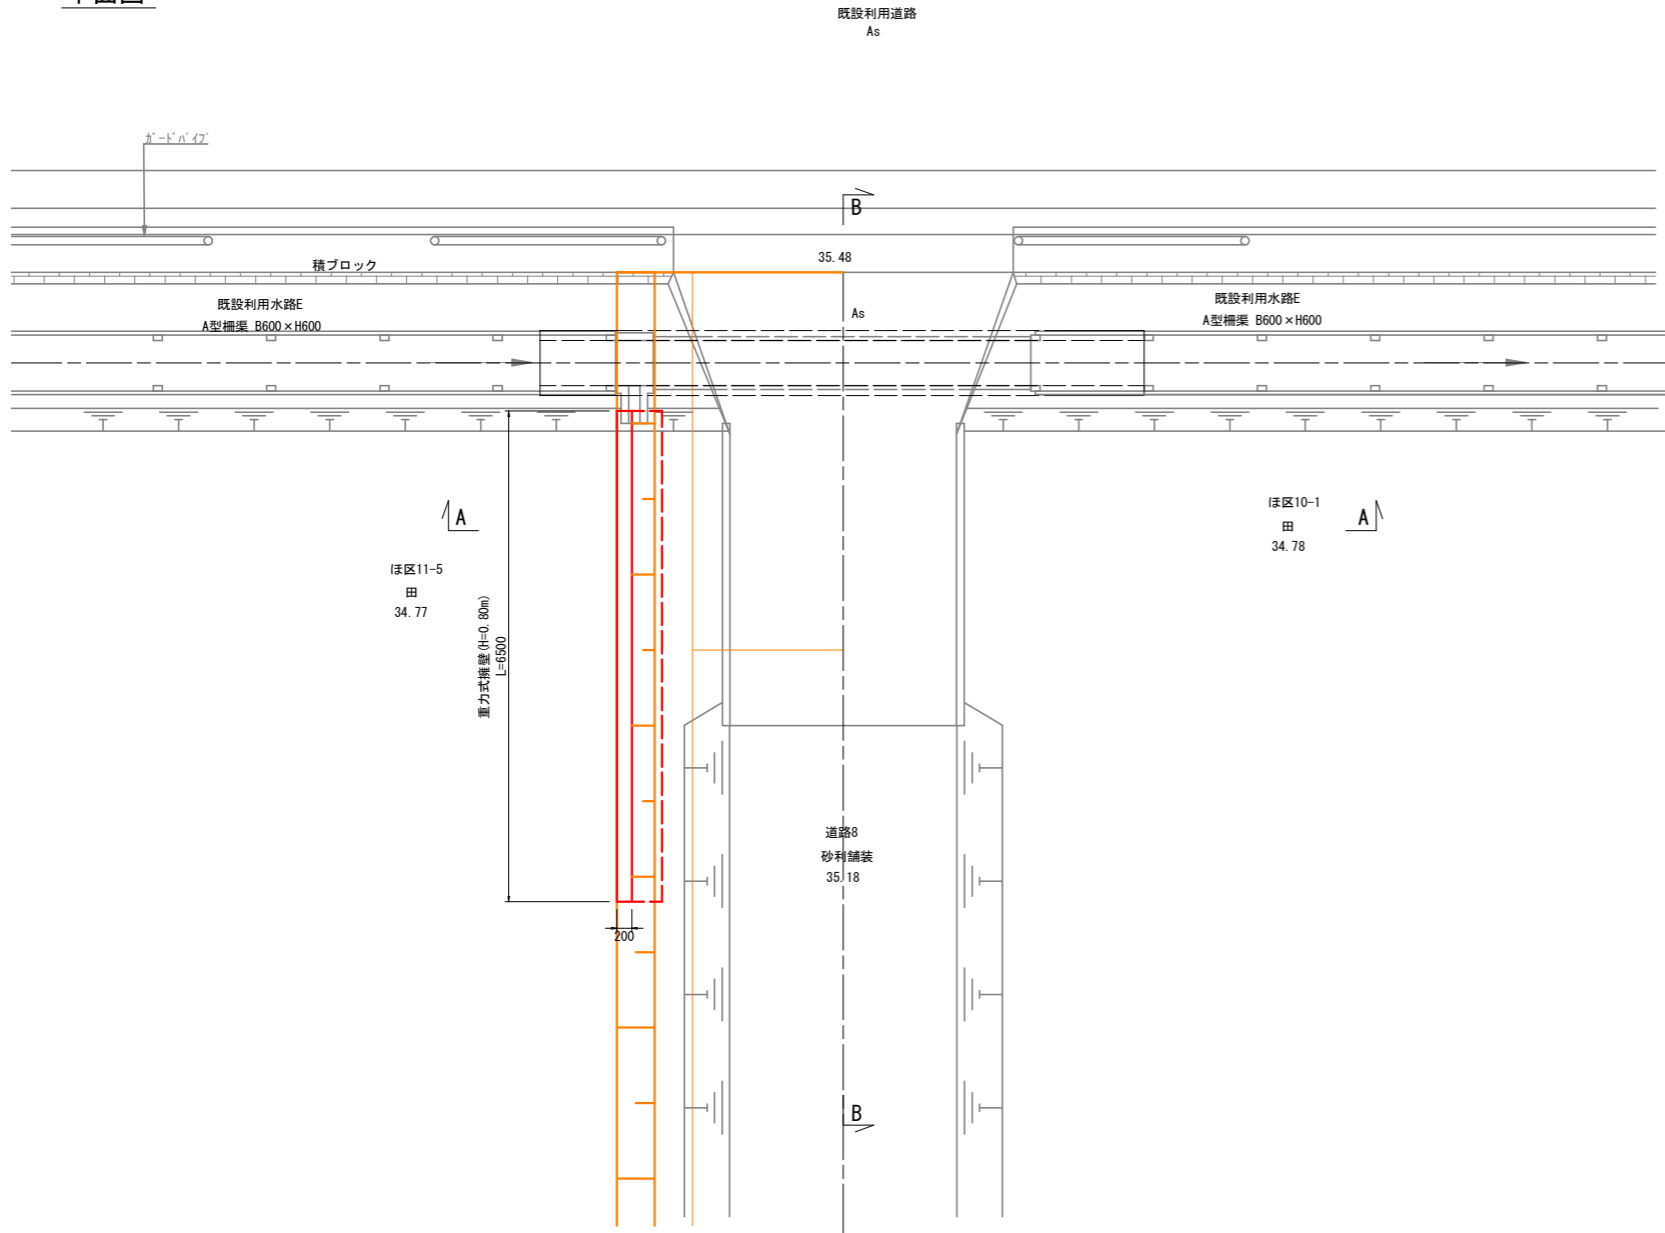 既設利用道路
As
ｶﾞｰﾄﾞﾊﾟｲﾌﾟ
B
積ブロック
35.48
既設利用水路E
A型柵渠 B600×H600
As
既設利用水路E
A型柵渠 B600×H600
A
ほ区10-1
田
34.78
A
ほ区11-5
田
34.77
重力式擁壁(H=0.80m)
L=6500
道路8
砂利舗装
35.18
200
B